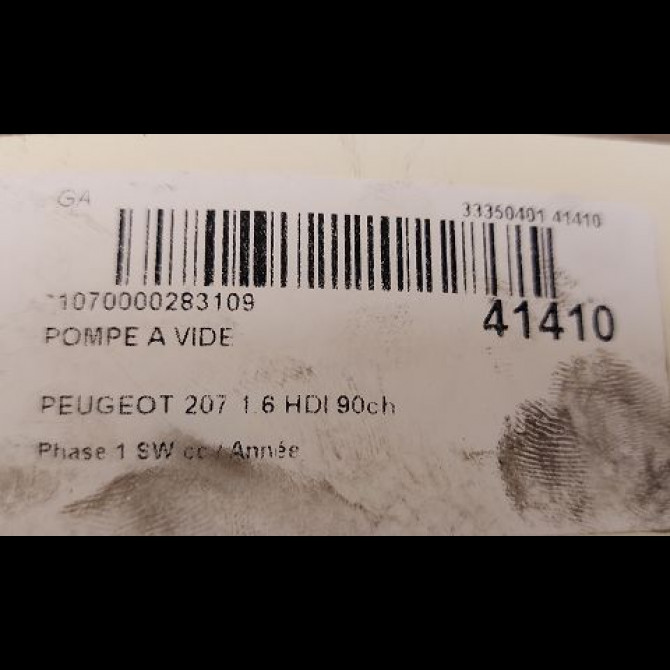 GA
33350401 41410
1070000283109
41410
POMPE A VIDE
PEUGEOT 207 1.6 HDI 90ch
Phase 1 SW cc / Année